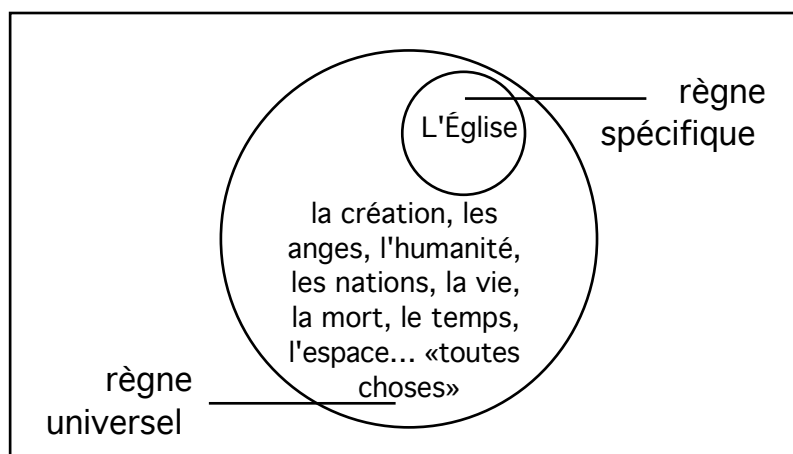 règne
spécifique
L'Église
la création, les
anges, l'humanité,
les nations, la vie,
la mort, le temps,
l'espace... «toutes
choses»
règne
universel